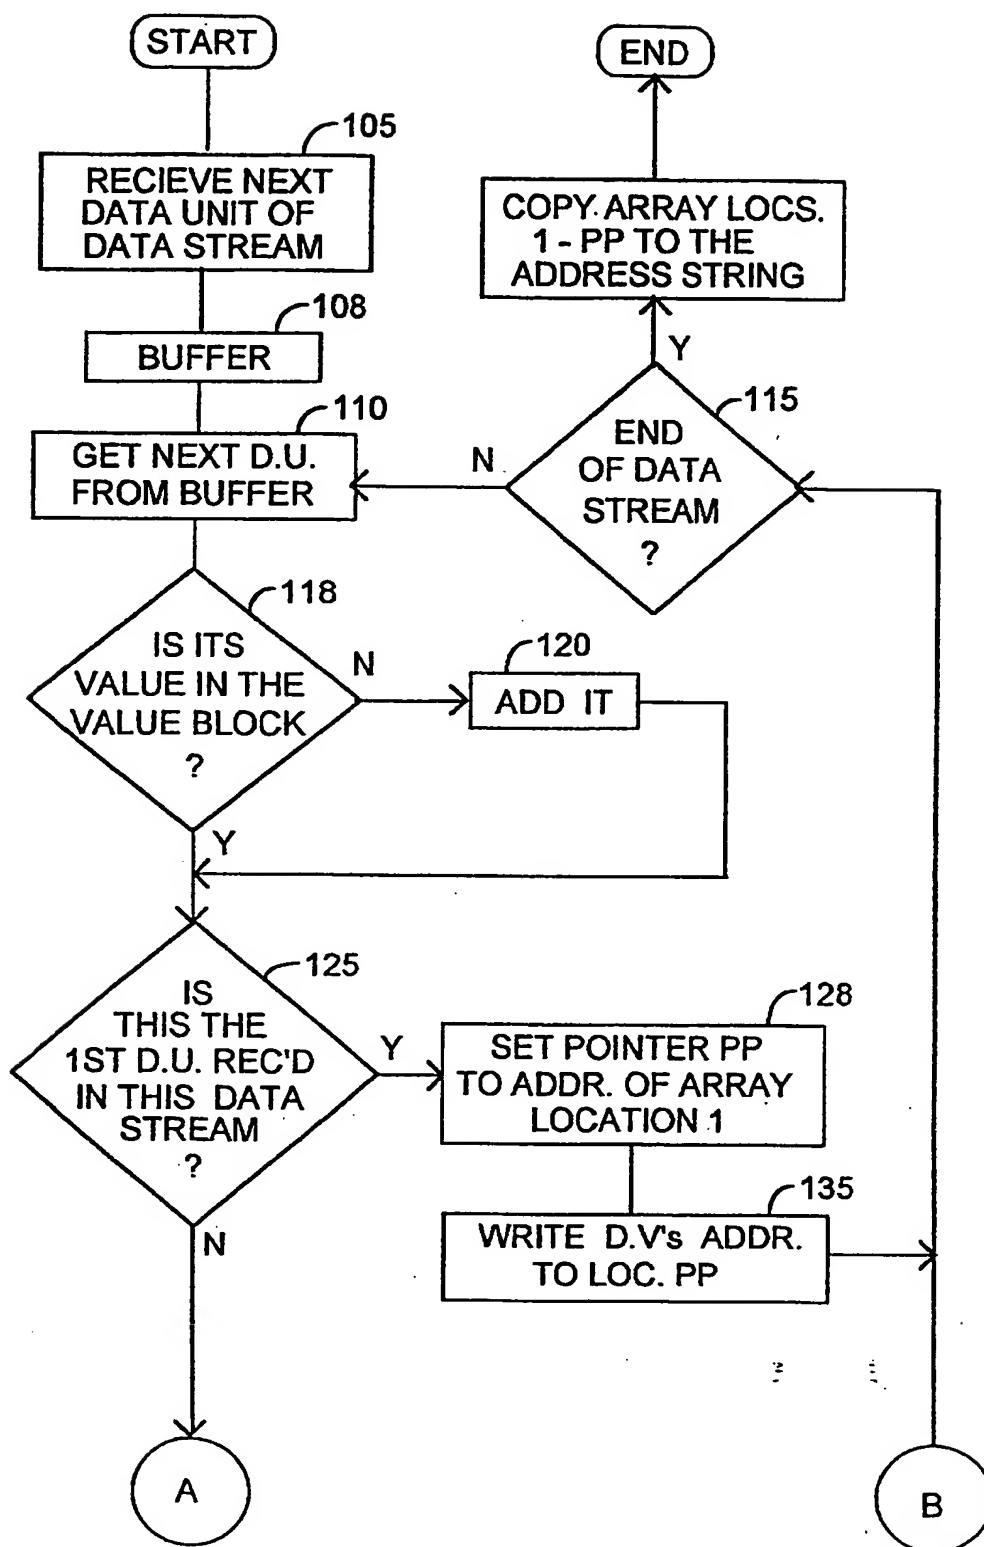 START
105
RECIEVE NEXT
DATA UNIT OF
DATA STREAM
108
BUFFER
110
GET NEXT D.U.
FROM BUFFER
118
IS ITS
VALUE IN THE
VALUE BLOCK
?
N
120
ADD IT
Y
125
IS
THIS THE
1ST D.U. REC'D
IN THIS DATA
STREAM
?
Y
128
SET POINTER PP
TO ADDR. OF ARRAY
LOCATION 1
135
WRITE D.V's ADDR.
TO LOC. PP
N
A
END
COPY ARRAY LOCS.
1 - PP TO THE
ADDRESS STRING
Y
115
END
OF DATA
STREAM
?
N
B